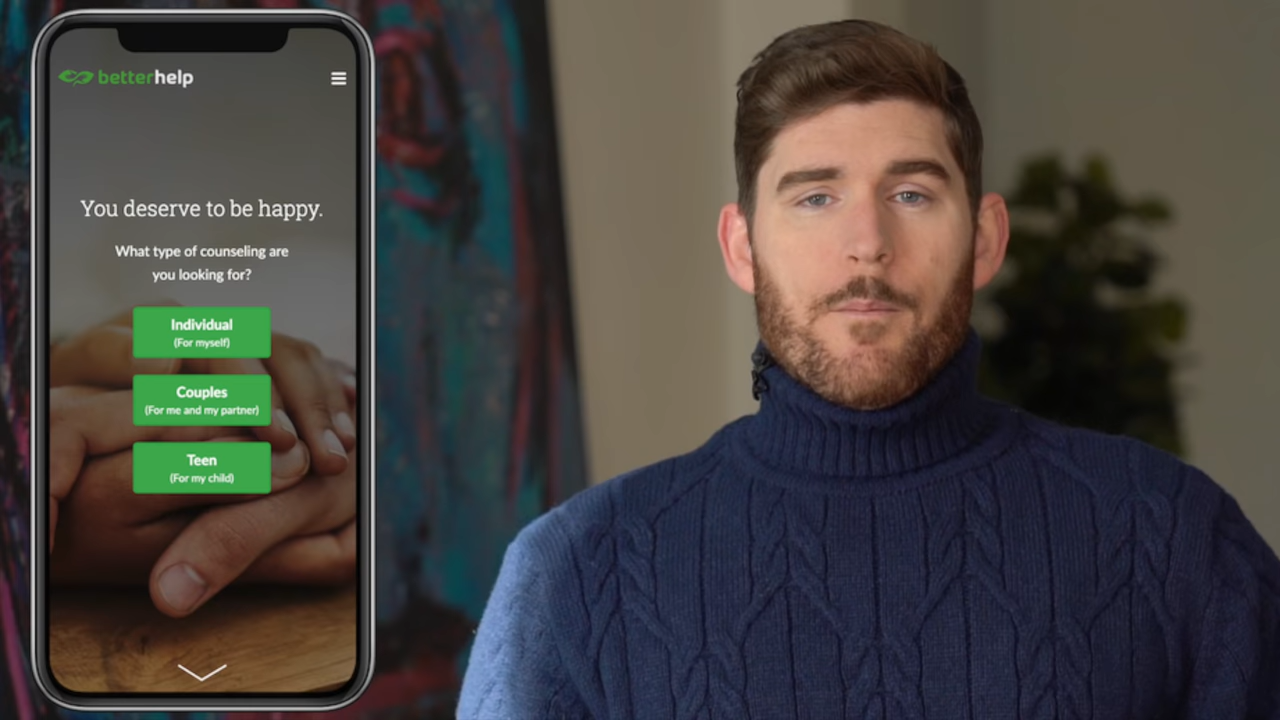 betterhelp
You deserve to be happy.
What type of counseling are
you looking for?
Individual
(For myself)
Couples
(For me and my partner)
Teen
(For my child)